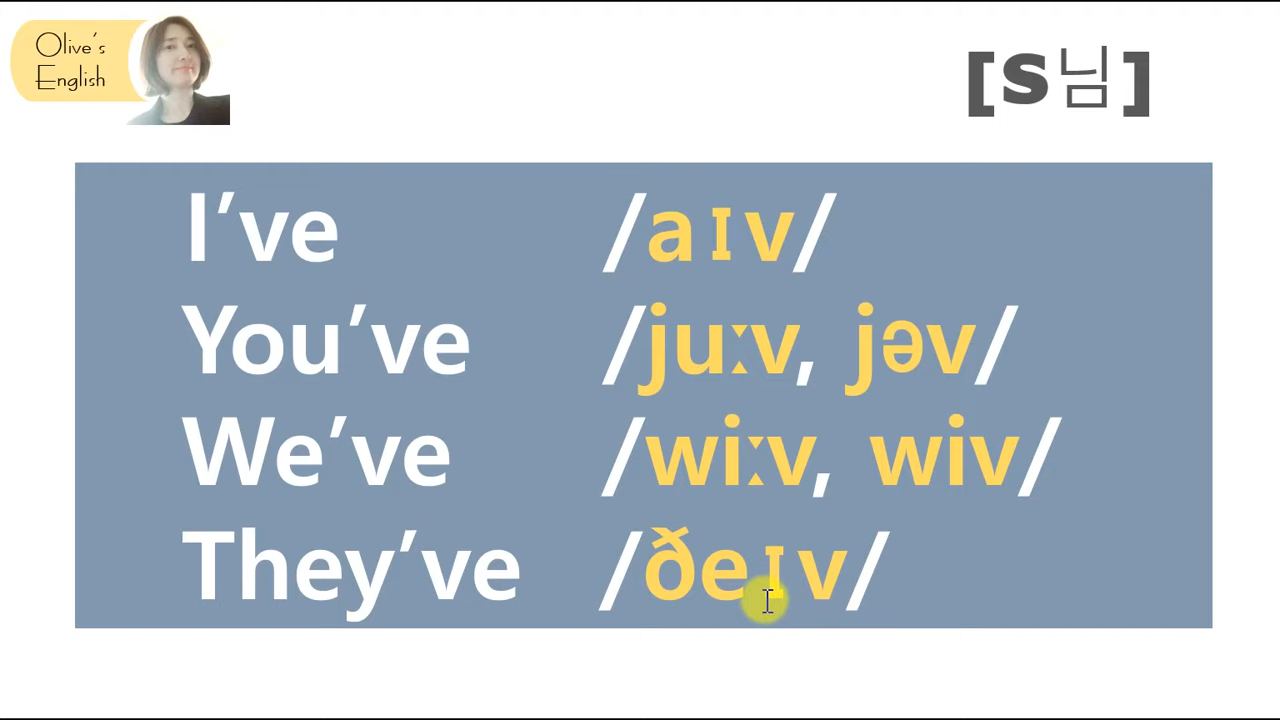 Olive's
English
[s님]
I've /aɪv/
You've /juːv, jəv/
We've /wiːv, wiv/
They've /ðeɪv/